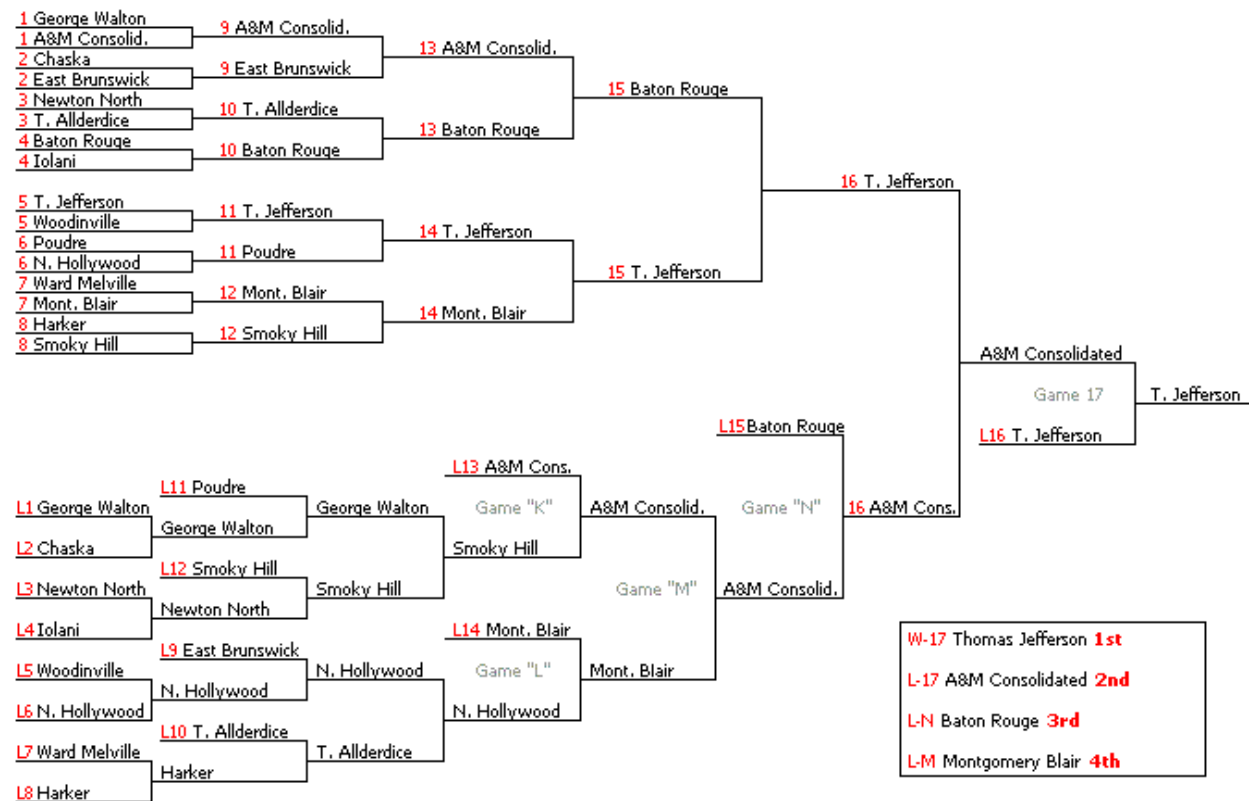 1 George Walton
1 A&M Consolid.
2 Chaska
2 East Brunswick
3 Newton North
3 T. Allderdice
4 Baton Rouge
4 Iolani
5 T. Jefferson
5 Woodinville
6 Poudre
6 N. Hollywood
7 Ward Melville
7 Mont. Blair
8 Harker
8 Smoky Hill
9 A&M Consolid.
9 East Brunswick
10 T. Allderdice
10 Baton Rouge
11 T. Jefferson
11 Poudre
12 Mont. Blair
12 Smoky Hill
13 A&M Consolid.
13 Baton Rouge
14 T. Jefferson
14 Mont. Blair
15 Baton Rouge
15 T. Jefferson
16 T. Jefferson
A&M Consolidated
Game 17
T. Jefferson
L16 T. Jefferson
L1 George Walton
L2 Chaska
L3 Newton North
L4 Iolani
L5 Woodinville
L6 N. Hollywood
L7 Ward Melville
L8 Harker
L11 Poudre
George Walton
L12 Smoky Hill
Newton North
L9 East Brunswick
N. Hollywood
L10 T. Allderdice
Harker
George Walton
Smoky Hill
N. Hollywood
T. Allderdice
L13 A&M Cons.
Game "K"
Smoky Hill
L14 Mont. Blair
Game "L"
N. Hollywood
A&M Consolid.
Game "M"
Mont. Blair
L15 Baton Rouge
Game "N"
A&M Consolid.
16 A&M Cons.
W-17 Thomas Jefferson 1st
L-17 A&M Consolidated 2nd
L-N Baton Rouge 3rd
L-M Montgomery Blair 4th